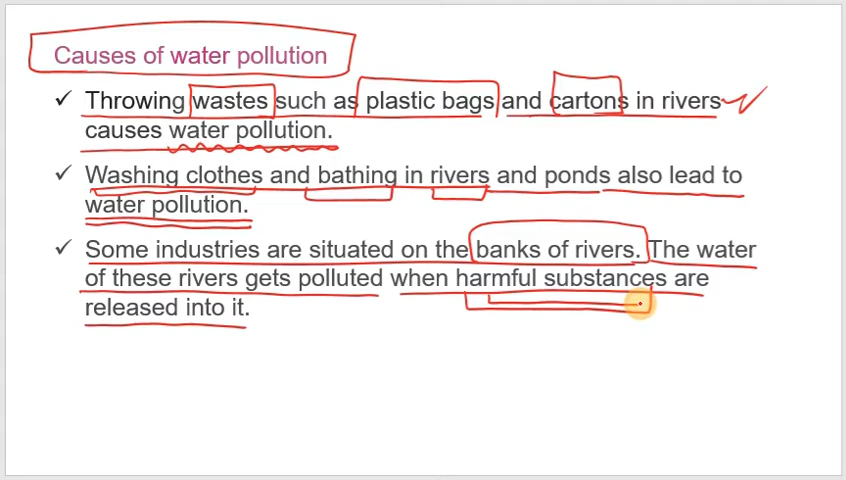 Causes of water pollution
✓ Throwing wastes such as plastic bags and cartons in rivers
causes water pollution.
✓ Washing clothes and bathing in rivers and ponds also lead to
water pollution.
✓ Some industries are situated on the banks of rivers. The water
of these rivers gets polluted when harmful substances are
released into it.